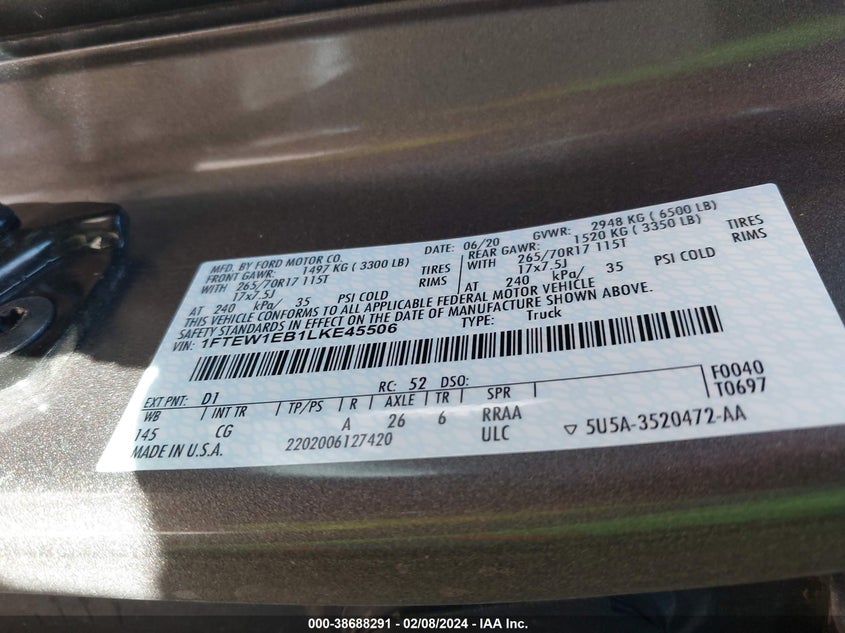 MFD. BY FORD MOTOR CO. DATE: 06/20 GVWR: 2948 KG ( 6500 LB)
FRONT GAWR: 1497 KG ( 3300 LB) REAR GAWR: 1520 KG ( 3350 LB)
WITH 265/70R17 115T TIRES WITH 265/70R17 115T TIRES
17x7.5J RIMS 17x7.5J RIMS
AT 240 kPa/ 35 PSI COLD AT 240 kPa/ 35 PSI COLD
THIS VEHICLE CONFORMS TO ALL APPLICABLE FEDERAL MOTOR VEHICLE
SAFETY STANDARDS IN EFFECT ON THE DATE OF MANUFACTURE SHOWN ABOVE.
VIN: 1FTEW1EB1LKE45506 TYPE: Truck
F0040
EXT PNT: D1 RC: 52 DSO: T0697
WB INT TR TP/PS R AXLE TR SPR
145 CG A 26 6 RRAA
MADE IN U.S.A. 2202006127420 ULC ▽ 5U5A-3520472-AA
000-38688291 - 02/08/2024 - IAA Inc.